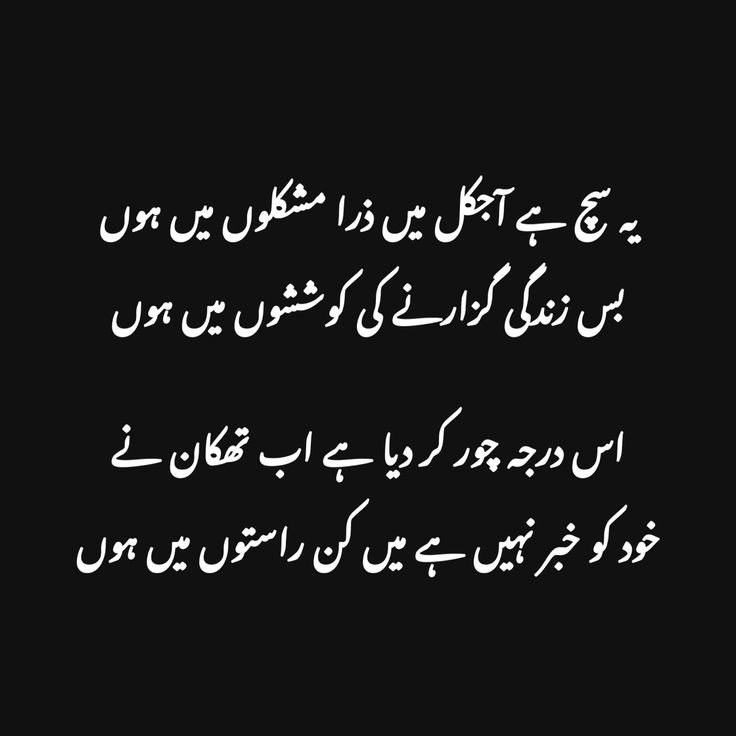 یہ سچ ہے آجکل میں ذرا مشکلوں میں ہوں
بس زندگی گزارنے کی کوششوں میں ہوں
اس درجہ چور کر دیا ہے اب تھکان نے
خود کو خبر نہیں ہے میں کن راستوں میں ہوں